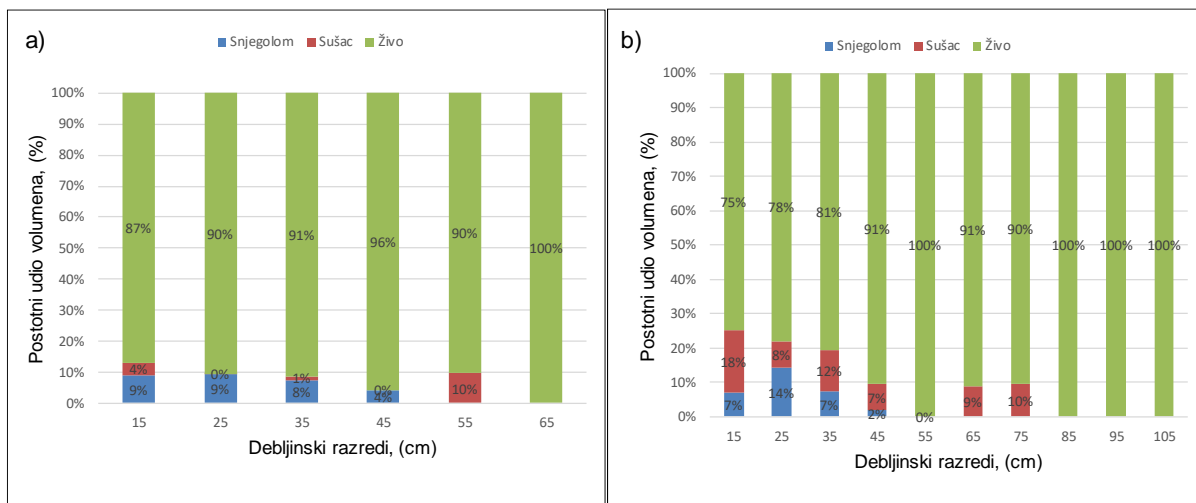 a)
Snjegolom Sušac Živo
Postotni udio volumena, (%)
100%
90%
80%
70%
60%
50%
40%
30%
20%
10%
0%
87% 90% 91% 96% 90% 100%
4% 0% 1% 0% 10%
9% 9% 8% 4%
15 25 35 45 55 65
Debljinski razredi, (cm)
b)
Snjegolom Sušac Živo
Postotni udio volumena, (%)
100%
90%
80%
70%
60%
50%
40%
30%
20%
10%
0%
75% 78% 81% 91% 100% 91% 90% 100% 100% 100%
18% 8% 12% 7% 0% 9% 10%
7% 14% 7% 2%
15 25 35 45 55 65 75 85 95 105
Debljinski razredi, (cm)